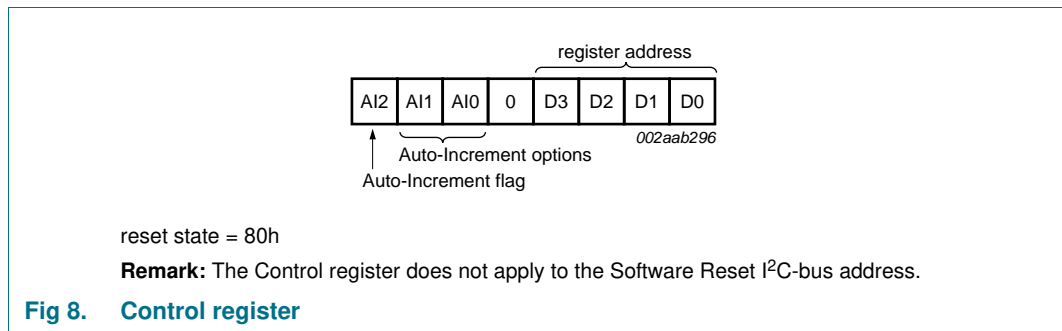 register address
AI2 AI1 AI0 0 D3 D2 D1 D0
002aab296
Auto-Increment options
Auto-Increment flag
reset state = 80h
Remark: The Control register does not apply to the Software Reset I²C-bus address.
Fig 8. Control register